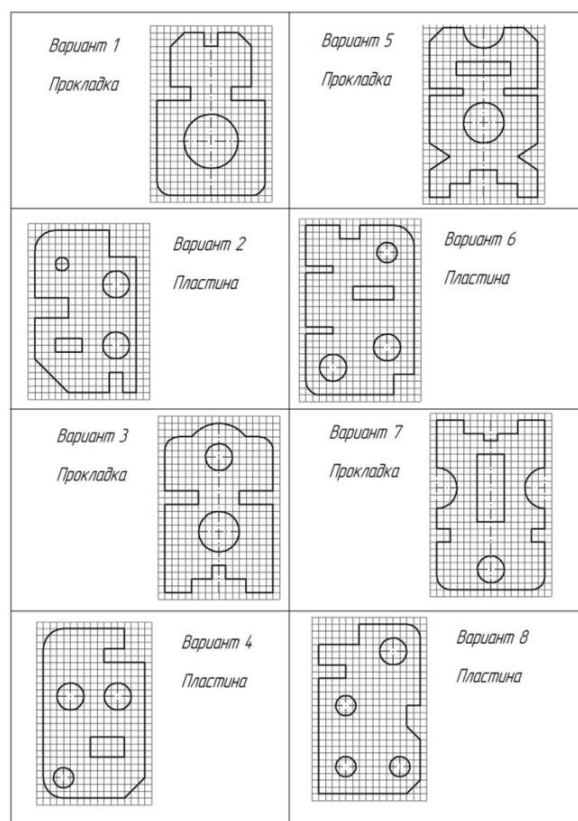 Вариант 1
Прокладка
Вариант 5
Прокладка
Вариант 2
Пластина
Вариант 6
Пластина
Вариант 3
Прокладка
Вариант 7
Прокладка
Вариант 4
Пластина
Вариант 8
Пластина